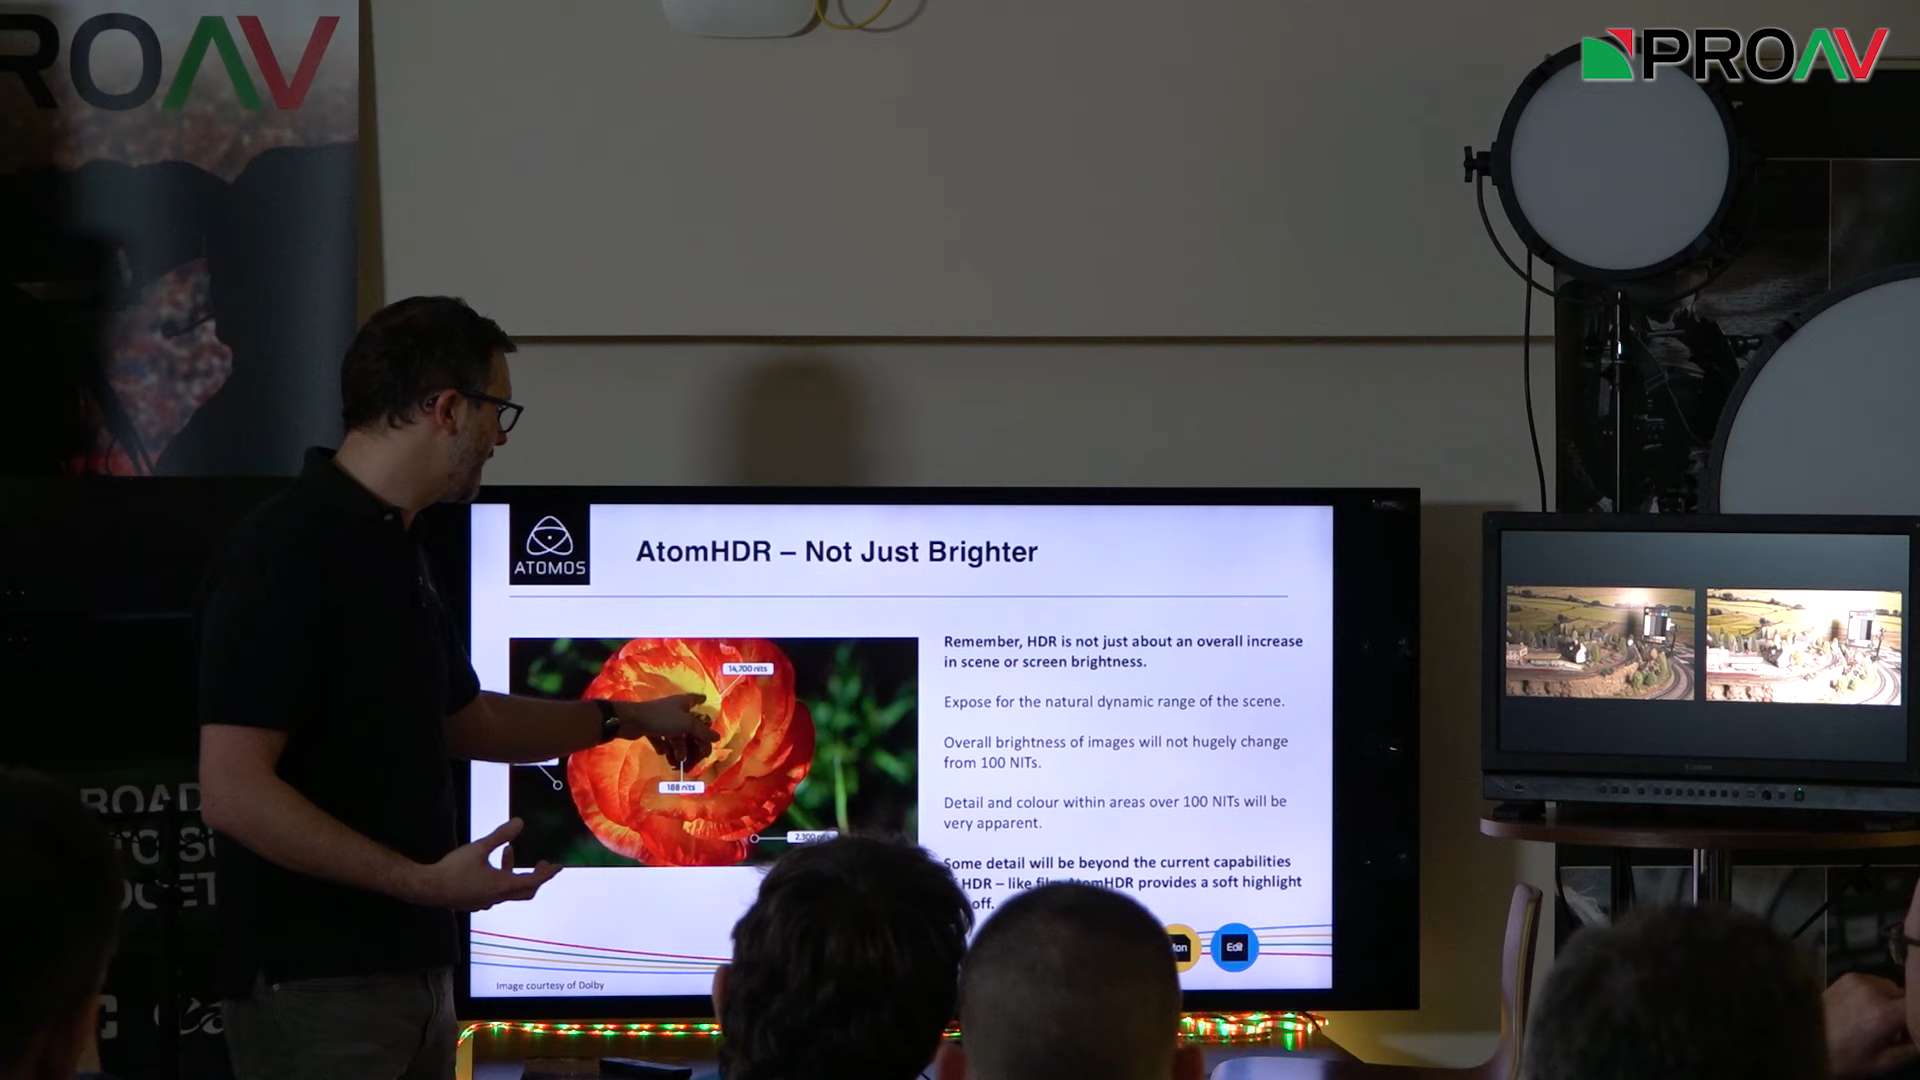 ROAV
PROAV
ATOMOS
AtomHDR – Not Just Brighter
14,700 nits
188 nits
Remember, HDR is not just about an overall increase
in scene or screen brightness.
Expose for the natural dynamic range of the scene.
Overall brightness of images will not hugely change
from 100 NITs.
Detail and colour within areas over 100 NITs will be
very apparent.
Some detail will be beyond the current capabilities
HDR – like film AtomHDR provides a soft highlight
off.
Edit
Image courtesy of Dolby
ROAD